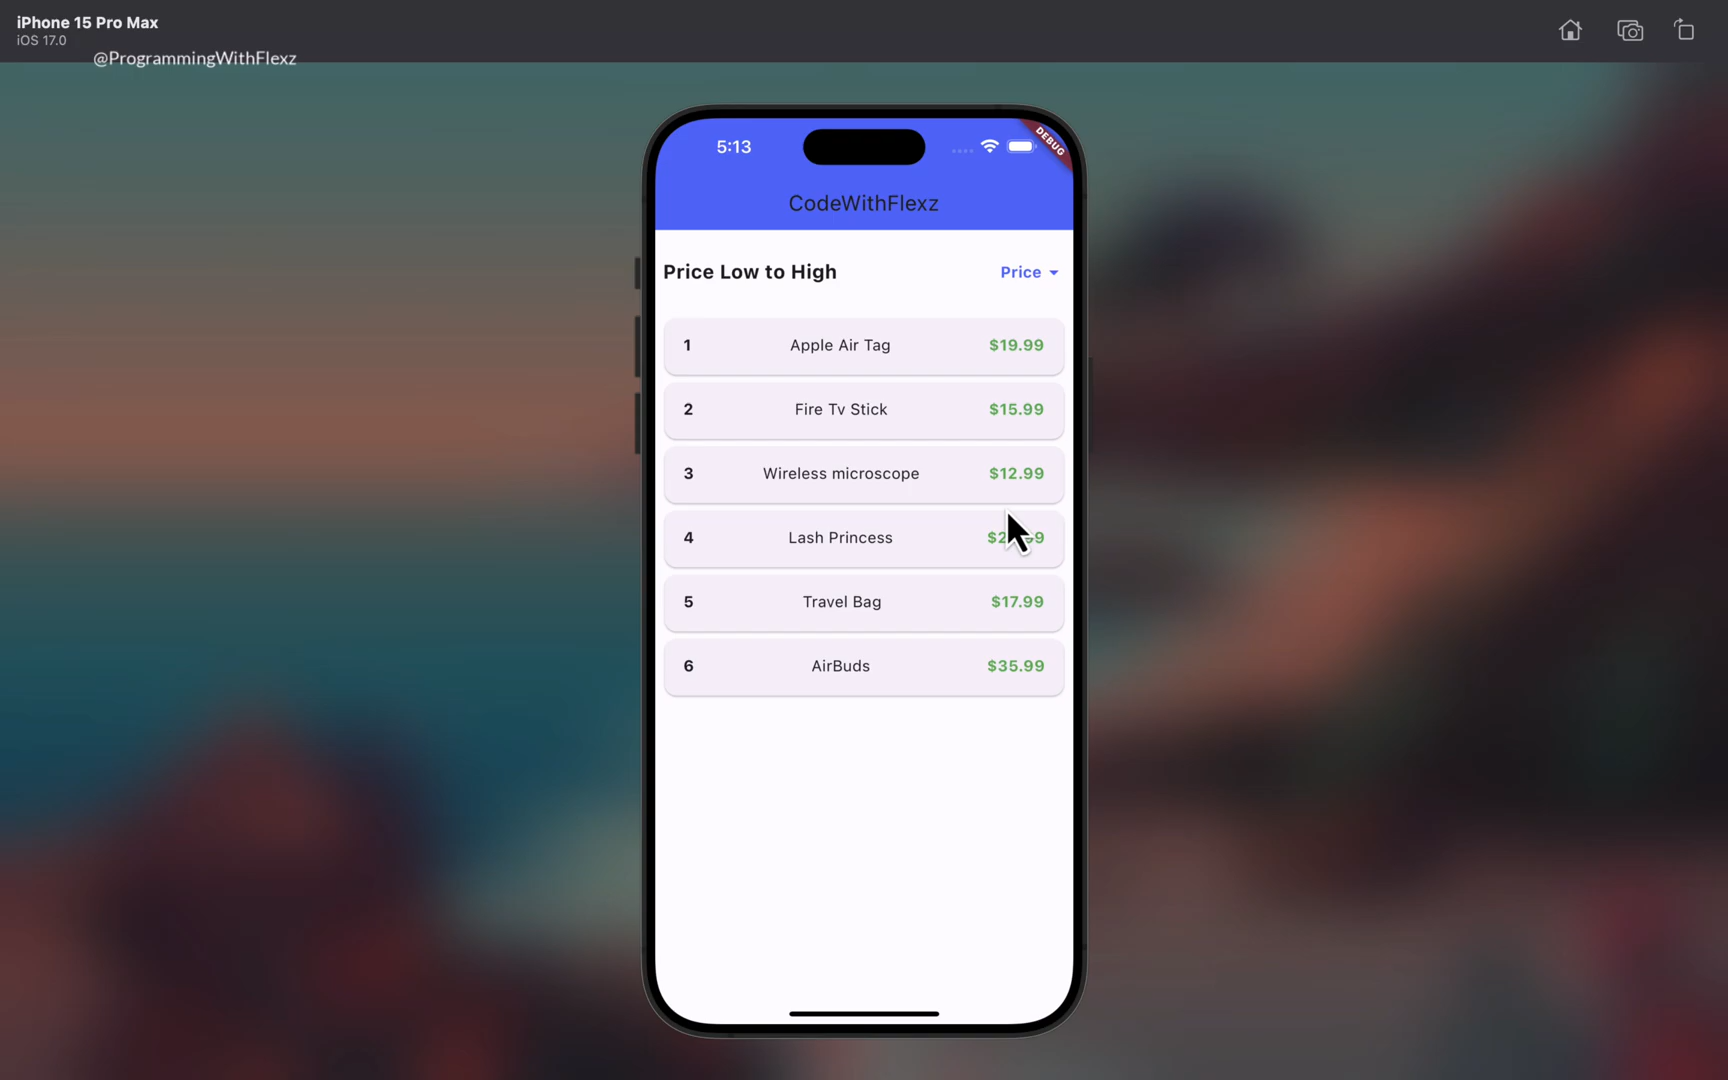 iPhone 15 Pro Max
iOS 17.0
@ProgrammingWithFlexz
5:13
DEBUG
CodeWithFlexz
Price Low to High Price
1 Apple Air Tag $19.99
2 Fire Tv Stick $15.99
3 Wireless microscope $12.99
4 Lash Princess
5 Travel Bag $17.99
6 AirBuds $35.99